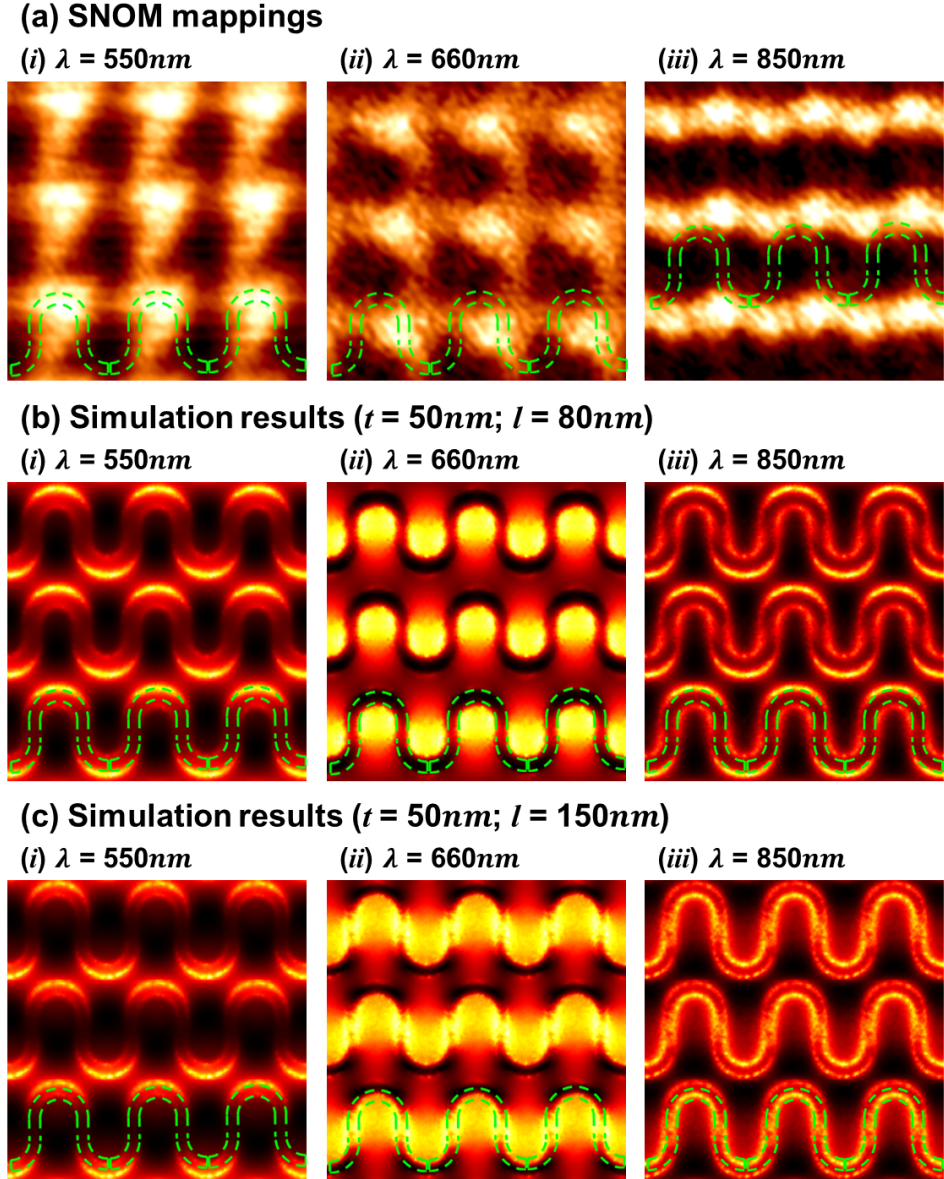 (a) SNOM mappings
(i) λ = 550nm
(ii) λ = 660nm
(iii) λ = 850nm
(b) Simulation results (t = 50nm; l = 80nm)
(i) λ = 550nm
(ii) λ = 660nm
(iii) λ = 850nm
(c) Simulation results (t = 50nm; l = 150nm)
(i) λ = 550nm
(ii) λ = 660nm
(iii) λ = 850nm